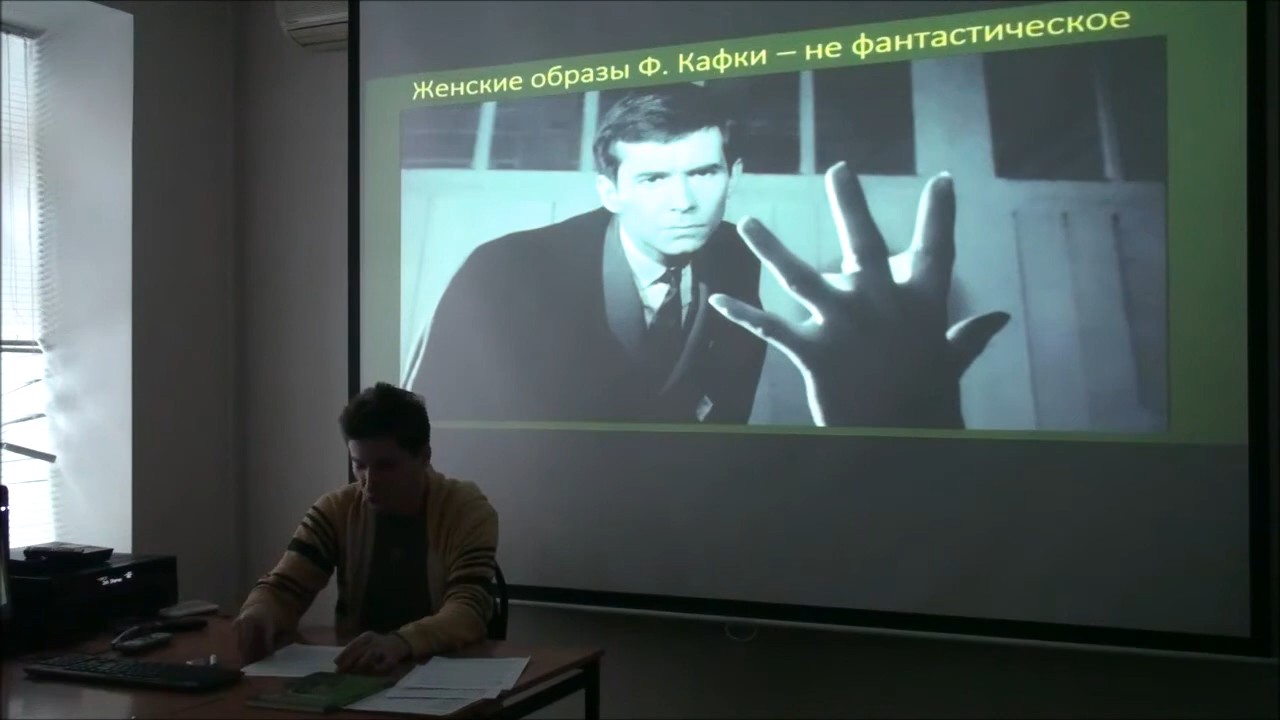 Женские образы Ф. Кафки – не фантастическое